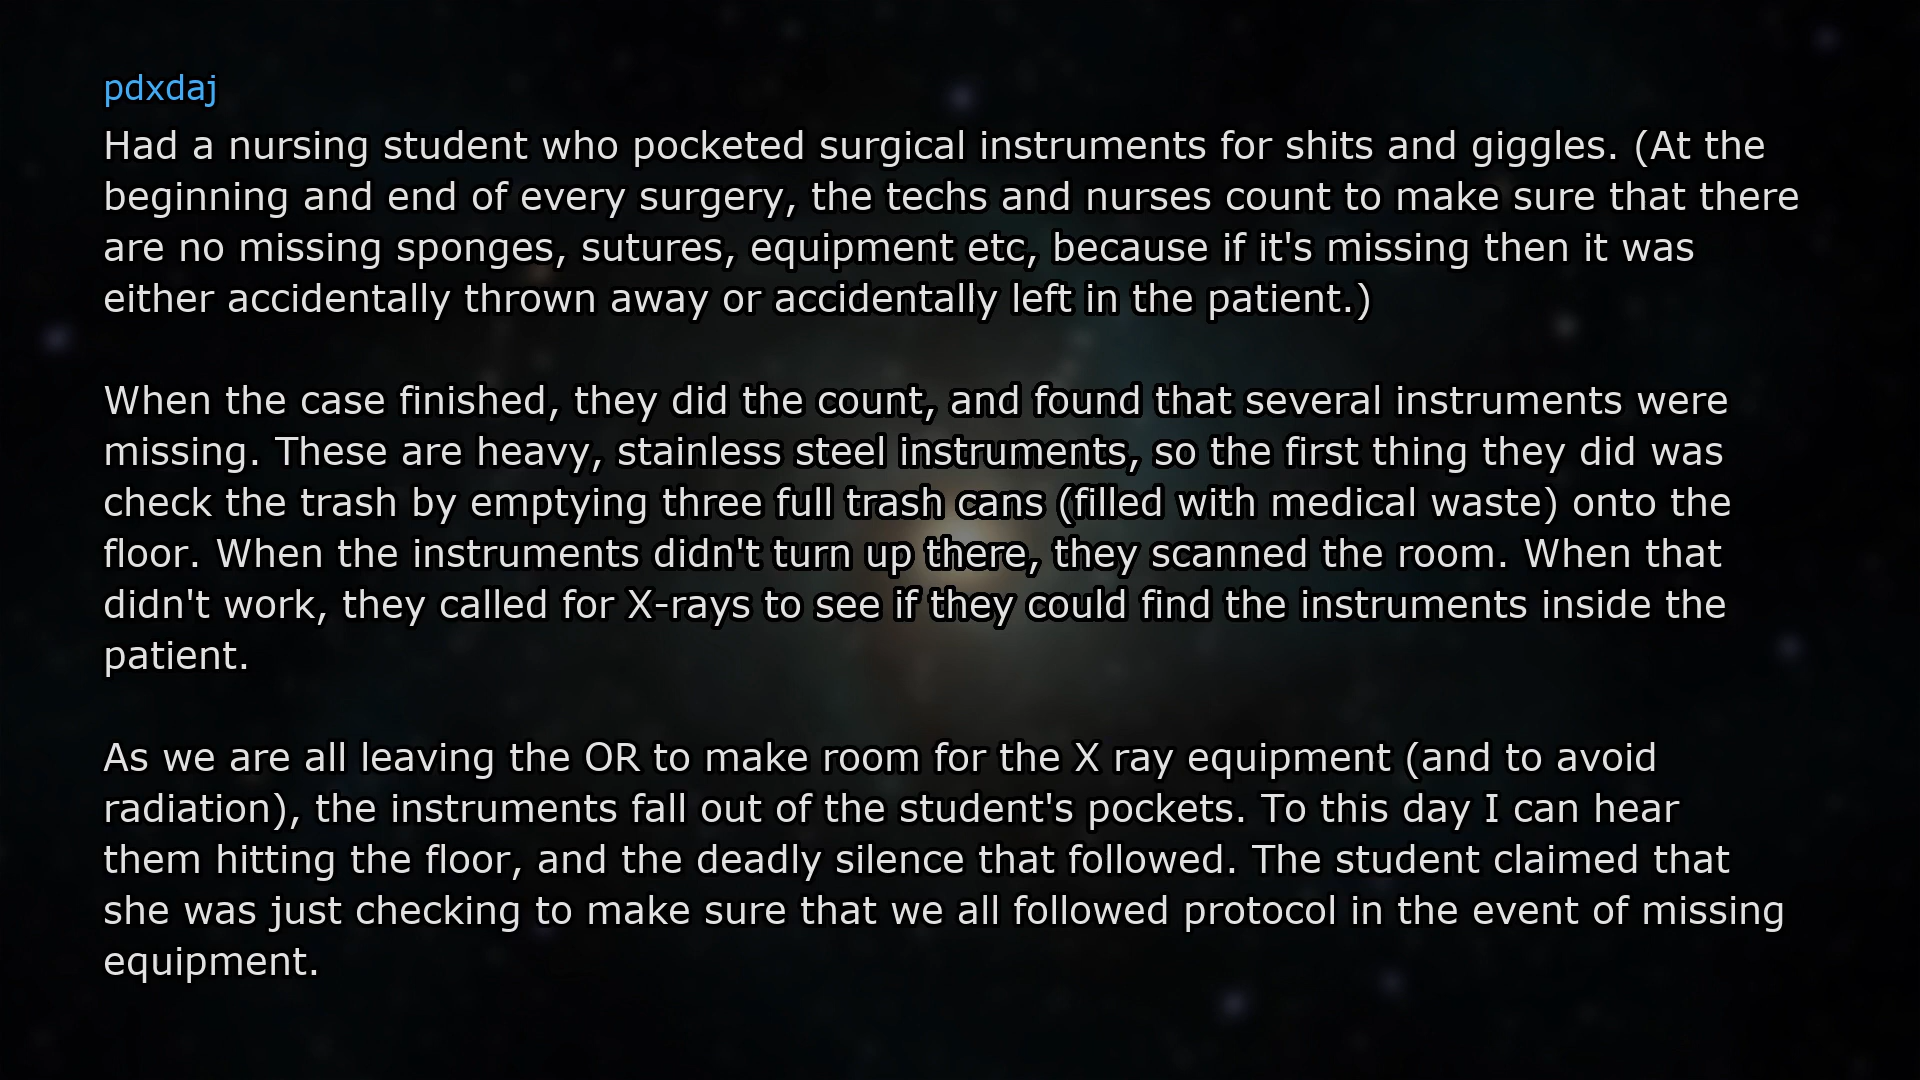 pdxdaj
Had a nursing student who pocketed surgical instruments for shits and giggles. (At the
beginning and end of every surgery, the techs and nurses count to make sure that there
are no missing sponges, sutures, equipment etc, because if it's missing then it was
either accidentally thrown away or accidentally left in the patient.)
When the case finished, they did the count, and found that several instruments were
missing. These are heavy, stainless steel instruments, so the first thing they did was
check the trash by emptying three full trash cans (filled with medical waste) onto the
floor. When the instruments didn't turn up there, they scanned the room. When that
didn't work, they called for X-rays to see if they could find the instruments inside the
patient.
As we are all leaving the OR to make room for the X ray equipment (and to avoid
radiation), the instruments fall out of the student's pockets. To this day I can hear
them hitting the floor, and the deadly silence that followed. The student claimed that
she was just checking to make sure that we all followed protocol in the event of missing
equipment.